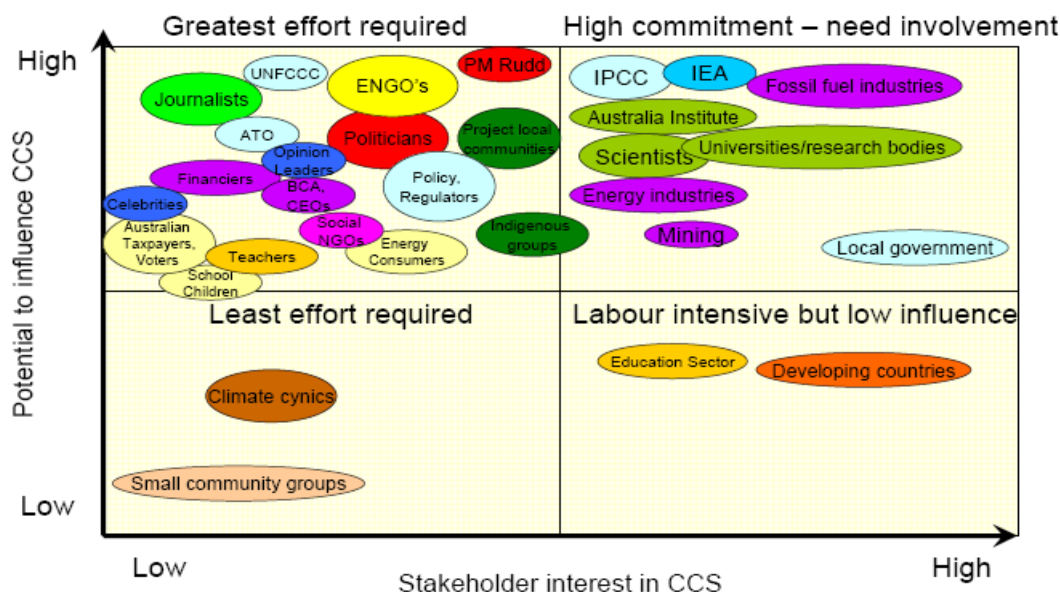 Greatest effort required
High commitment – need involvement
High
UNFCCC
ENGO's
PM Rudd
IPCC
IEA
Fossil fuel industries
Journalists
Australia Institute
ATO
Politicians
Project local
communities
Scientists
Universities/research bodies
Opinion
Leaders
Financiers
BCA,
CEOs
Policy,
Regulators
Energy industries
Celebrities
Australian
Taxpayers,
Voters
Social
NGOs
Indigenous
groups
Mining
Teachers
Energy
Consumers
Local government
School
Children
Potential to influence CCS
Least effort required
Labour intensive but low influence
Education Sector
Developing countries
Climate cynics
Small community groups
Low
Low
Stakeholder interest in CCS
High